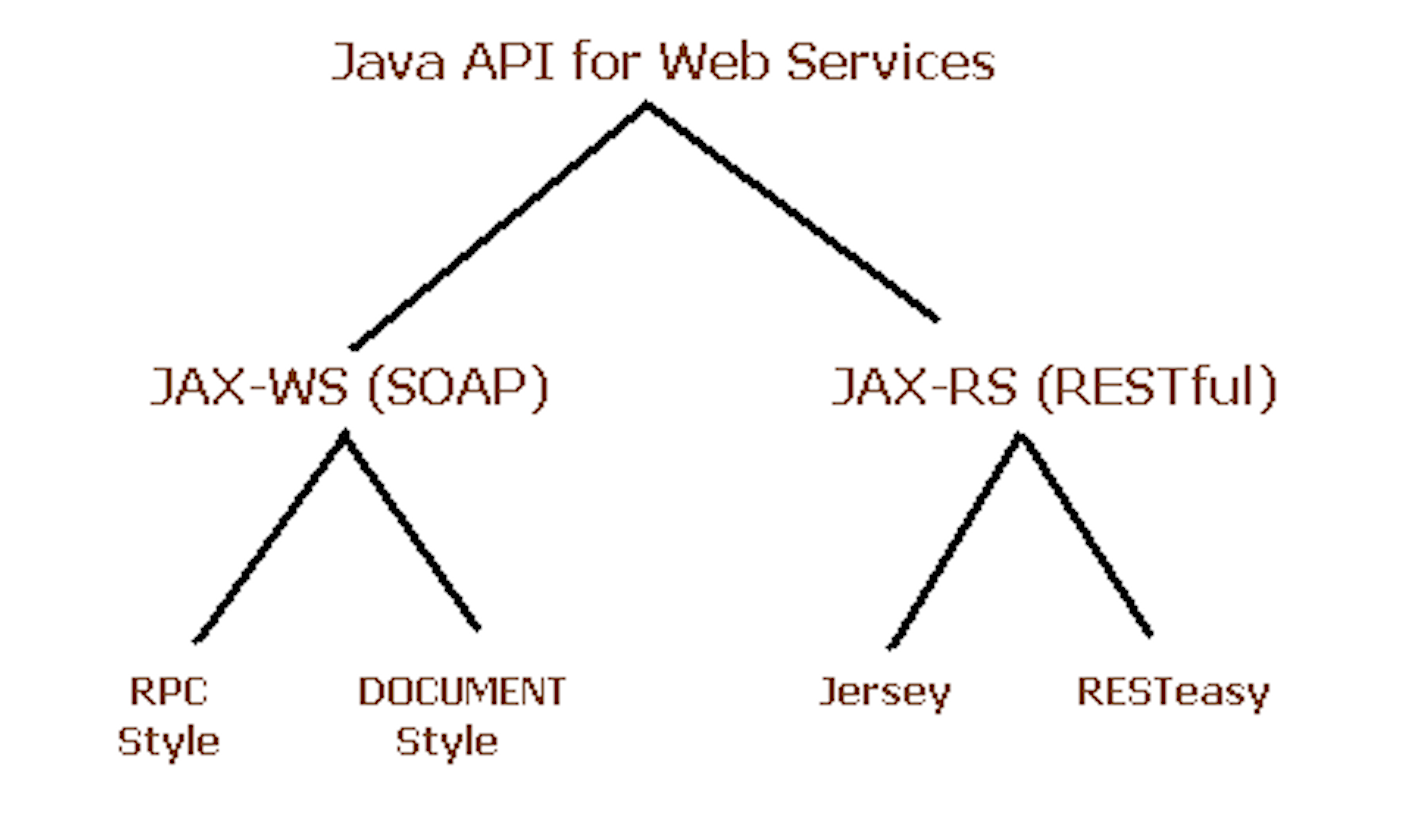 Java API for Web Services
JAX-WS (SOAP)
JAX-RS (RESTful)
RPC
Style
DOCUMENT
Style
Jersey
RESTeasy